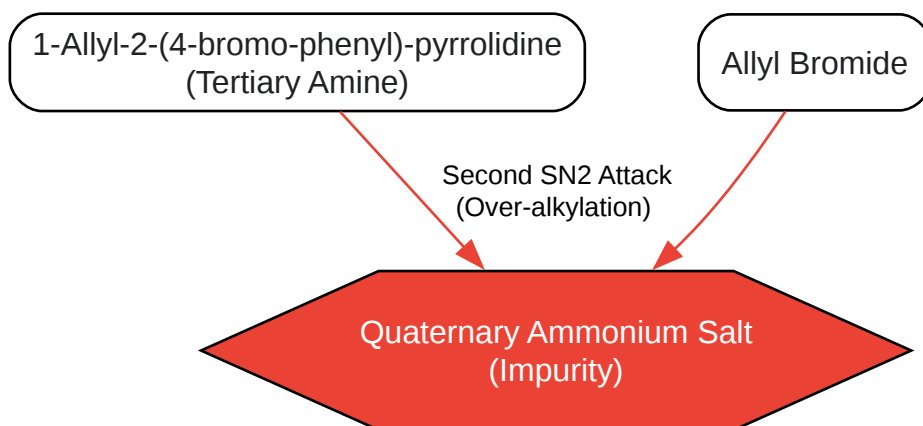 1-Allyl-2-(4-bromo-phenyl)-pyrrolidine
(Tertiary Amine)
Allyl Bromide
Second SN2 Attack
(Over-alkylation)
Quaternary Ammonium Salt
(Impurity)